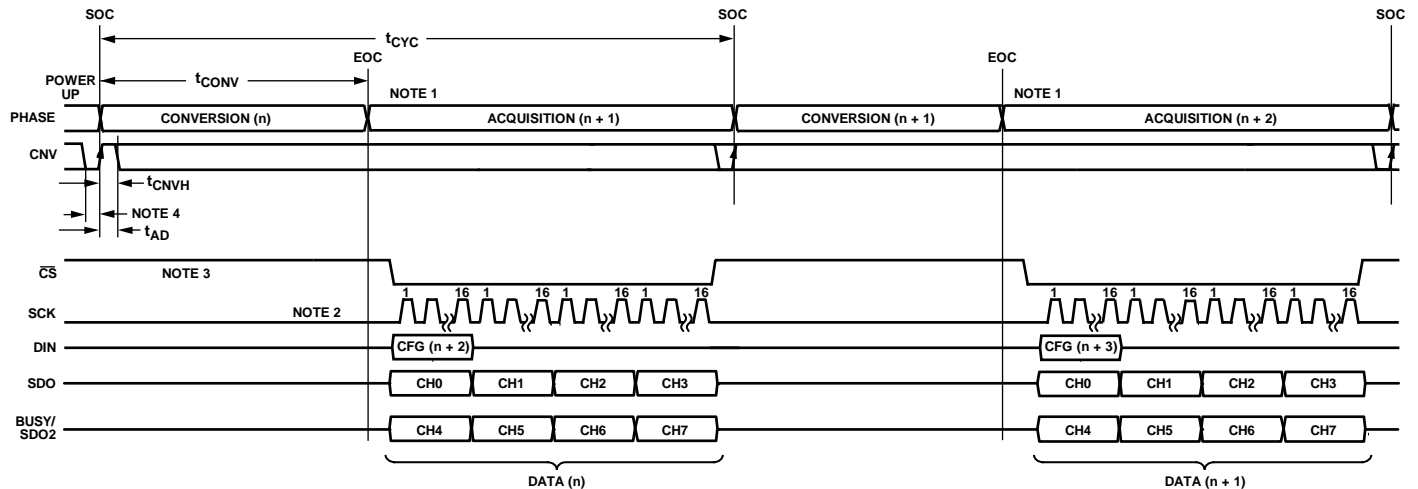 SOC SOC SOC
tCYC
EOC EOC
POWER UP tCONV
NOTE 1 NOTE 1
PHASE CONVERSION (n) ACQUISITION (n + 1) CONVERSION (n + 1) ACQUISITION (n + 2)
CNV
tCNVH
NOTE 4
tAD
CS NOTE 3
1 16 1 16 1 16 1 16 1 16 1 16 1 16 1 16
SCK NOTE 2
DIN CFG (n + 2) CFG (n + 3)
SDO CH0 CH1 CH2 CH3 CH0 CH1 CH2 CH3
BUSY/
SDO2 CH4 CH5 CH6 CH7 CH4 CH5 CH6 CH7
DATA (n) DATA (n + 1)